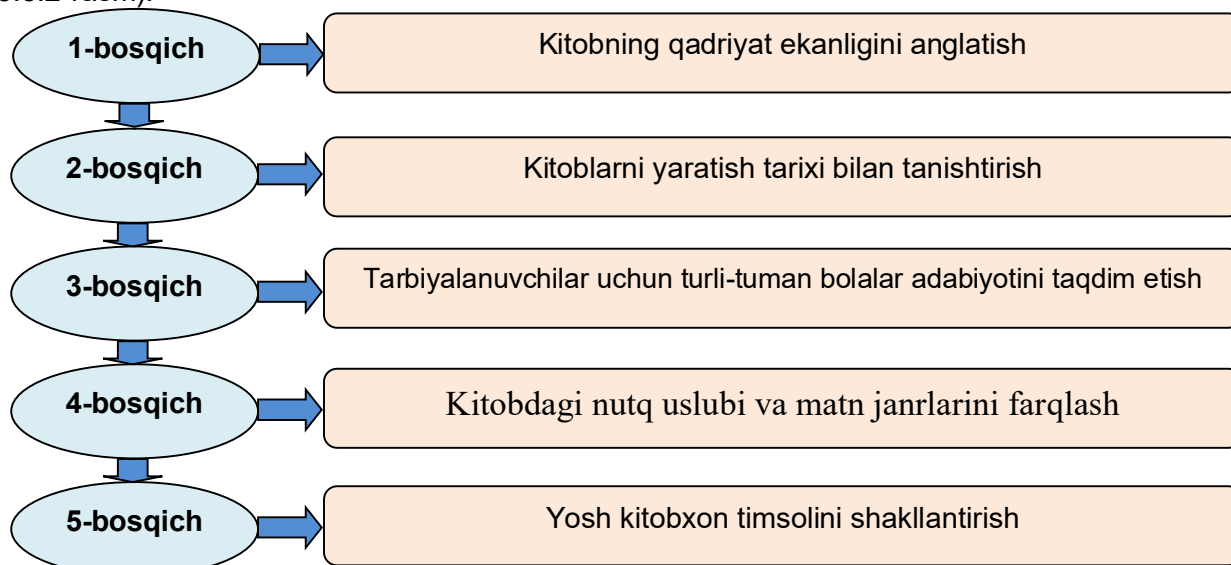 1-bosqich
Kitobning qadriyat ekanligini anglatish
2-bosqich
Kitoblarni yaratish tarixi bilan tanishtirish
3-bosqich
Tarbiyalanuvchilar uchun turli-tuman bolalar adabiyotini taqdim etish
4-bosqich
Kitobdagi nutq uslubi va matn janrlarini farqlash
5-bosqich
Yosh kitobxon timsolini shakllantirish